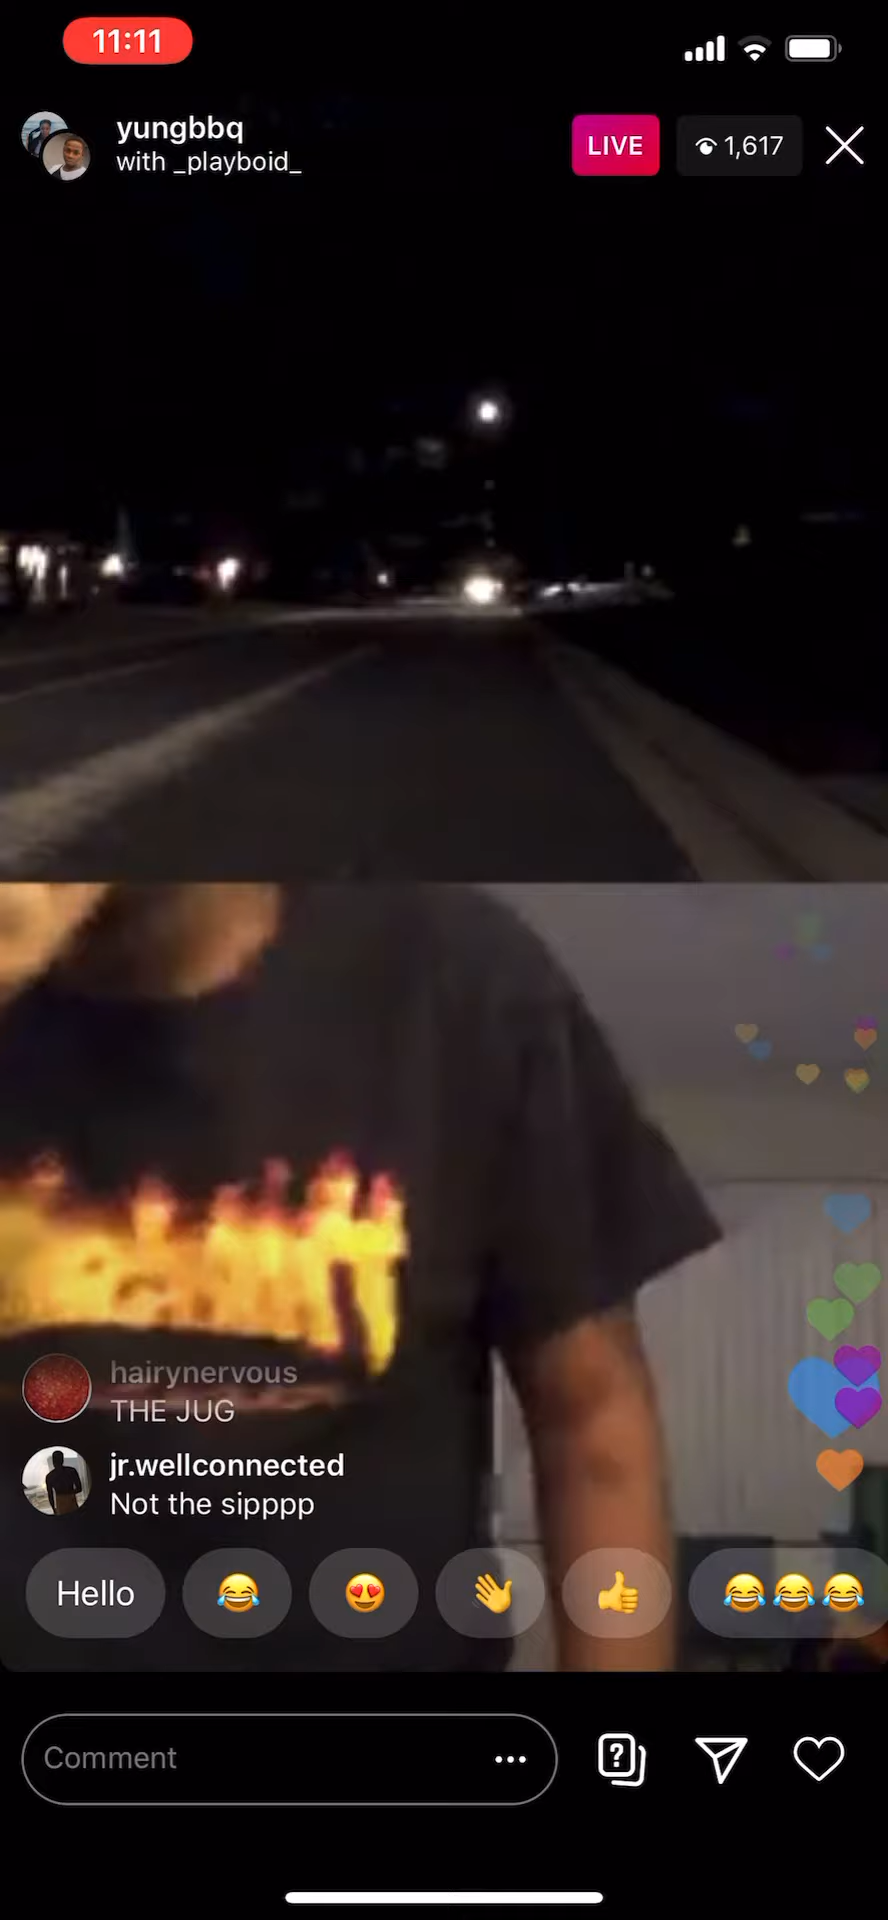 11:11
yungbbq
with _playboid_
LIVE
1,617
hairynervous
THE JUG
jr.wellconnected
Not the sipppp
Hello
Comment